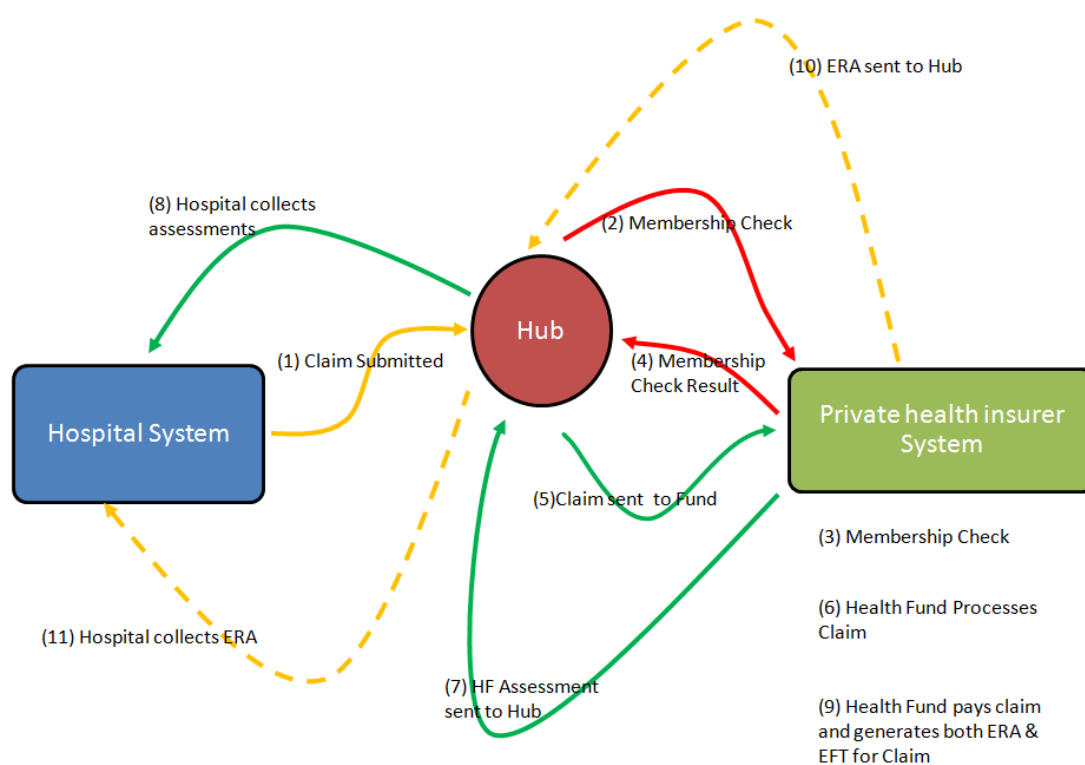 (10) ERA sent to Hub
(8) Hospital collects
assessments
(2) Membership Check
Hub
(1) Claim Submitted
(4) Membership
Check Result
Hospital System
Private health insurer
System
(5)Claim sent to Fund
(3) Membership Check
(6) Health Fund Processes
Claim
(11) Hospital collects ERA
(7) HF Assessment
sent to Hub
(9) Health Fund pays claim
and generates both ERA &
EFT for Claim